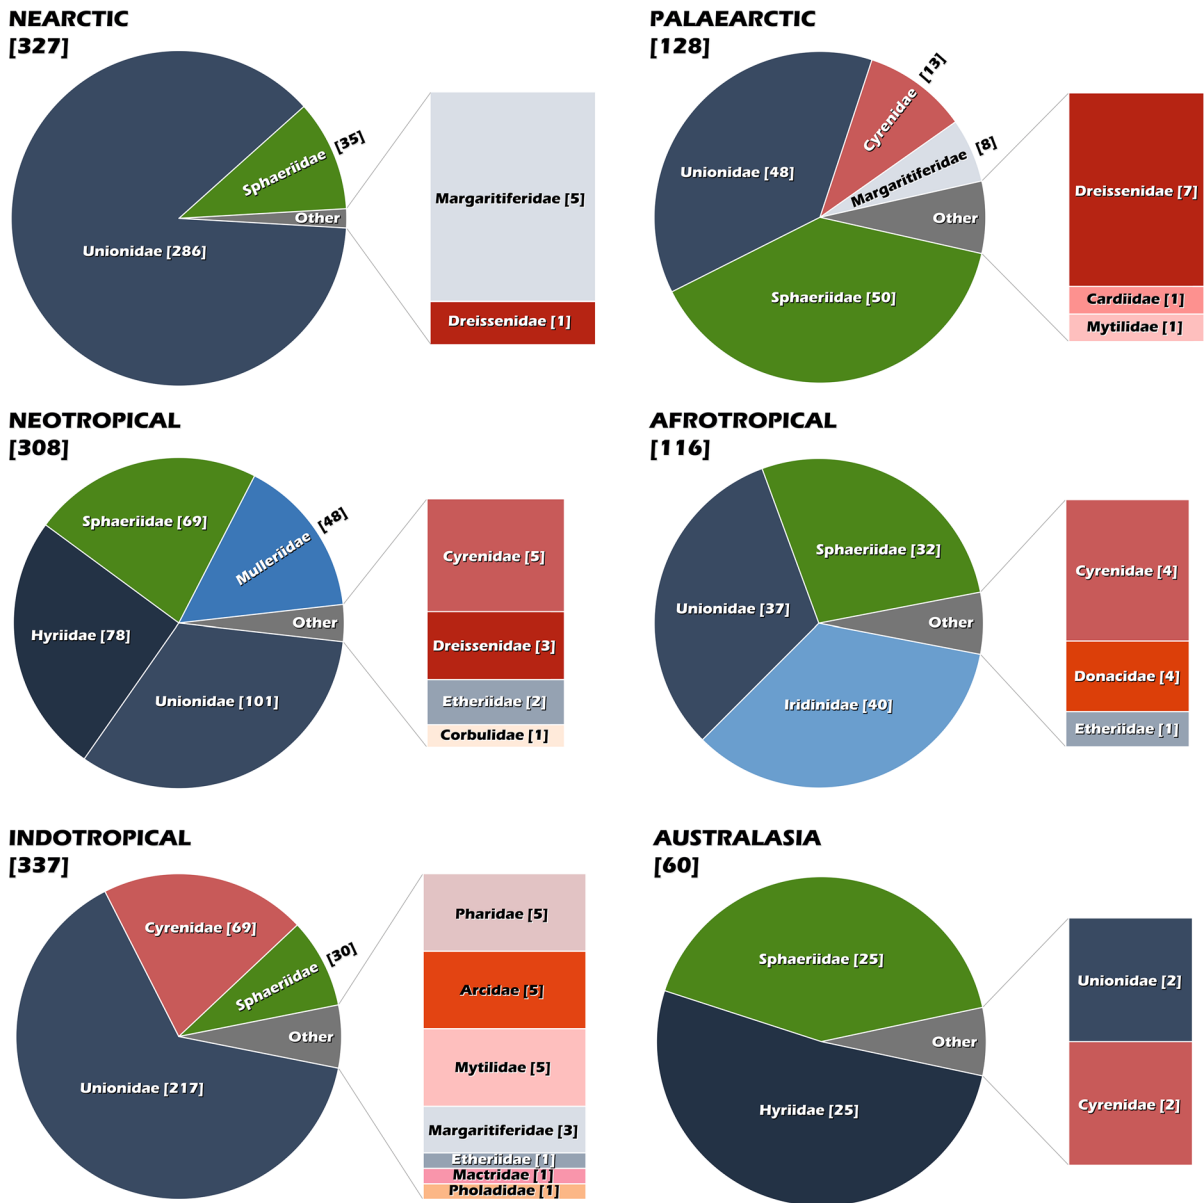 NEARCTIC
[327]
Sphaeriidae [35]
Other
Unionidae [286]
Margaritiferidae [5]
Dreissenidae [1]
PALAEARCTIC
[128]
Cyrenidae [13]
Margaritiferidae [8]
Unionidae [48]
Other
Sphaeriidae [50]
Dreissenidae [7]
Cardiidae [1]
Mytilidae [1]
NEOTROPICAL
[308]
Sphaeriidae [69]
Mulleriidae [48]
Hyriidae [78]
Other
Unionidae [101]
Cyrenidae [5]
Dreissenidae [3]
Etheriidae [2]
Corbulidae [1]
AFROTROPICAL
[116]
Sphaeriidae [32]
Unionidae [37]
Other
Iridinidae [40]
Cyrenidae [4]
Donacidae [4]
Etheriidae [1]
INDOTROPICAL
[337]
Cyrenidae [69]
Sphaeriidae [30]
Other
Unionidae [217]
Pharidae [5]
Arcidae [5]
Mytilidae [5]
Margaritiferidae [3]
Etheriidae [1]
Mactridae [1]
Pholadidae [1]
AUSTRALASIA
[60]
Sphaeriidae [25]
Other
Hyriidae [25]
Unionidae [2]
Cyrenidae [2]